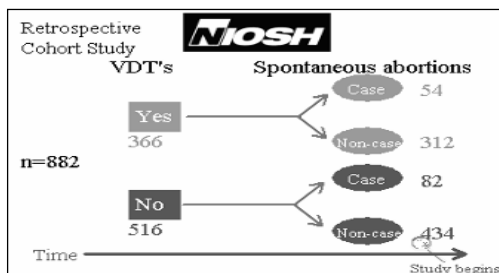 Retrospective
Cohort Study
NIOSH
VDT's
Spontaneous abortions
Yes
366
Case
54
Non-case
312
n=882
No
516
Case
82
Non-case
434
Time
Study begins